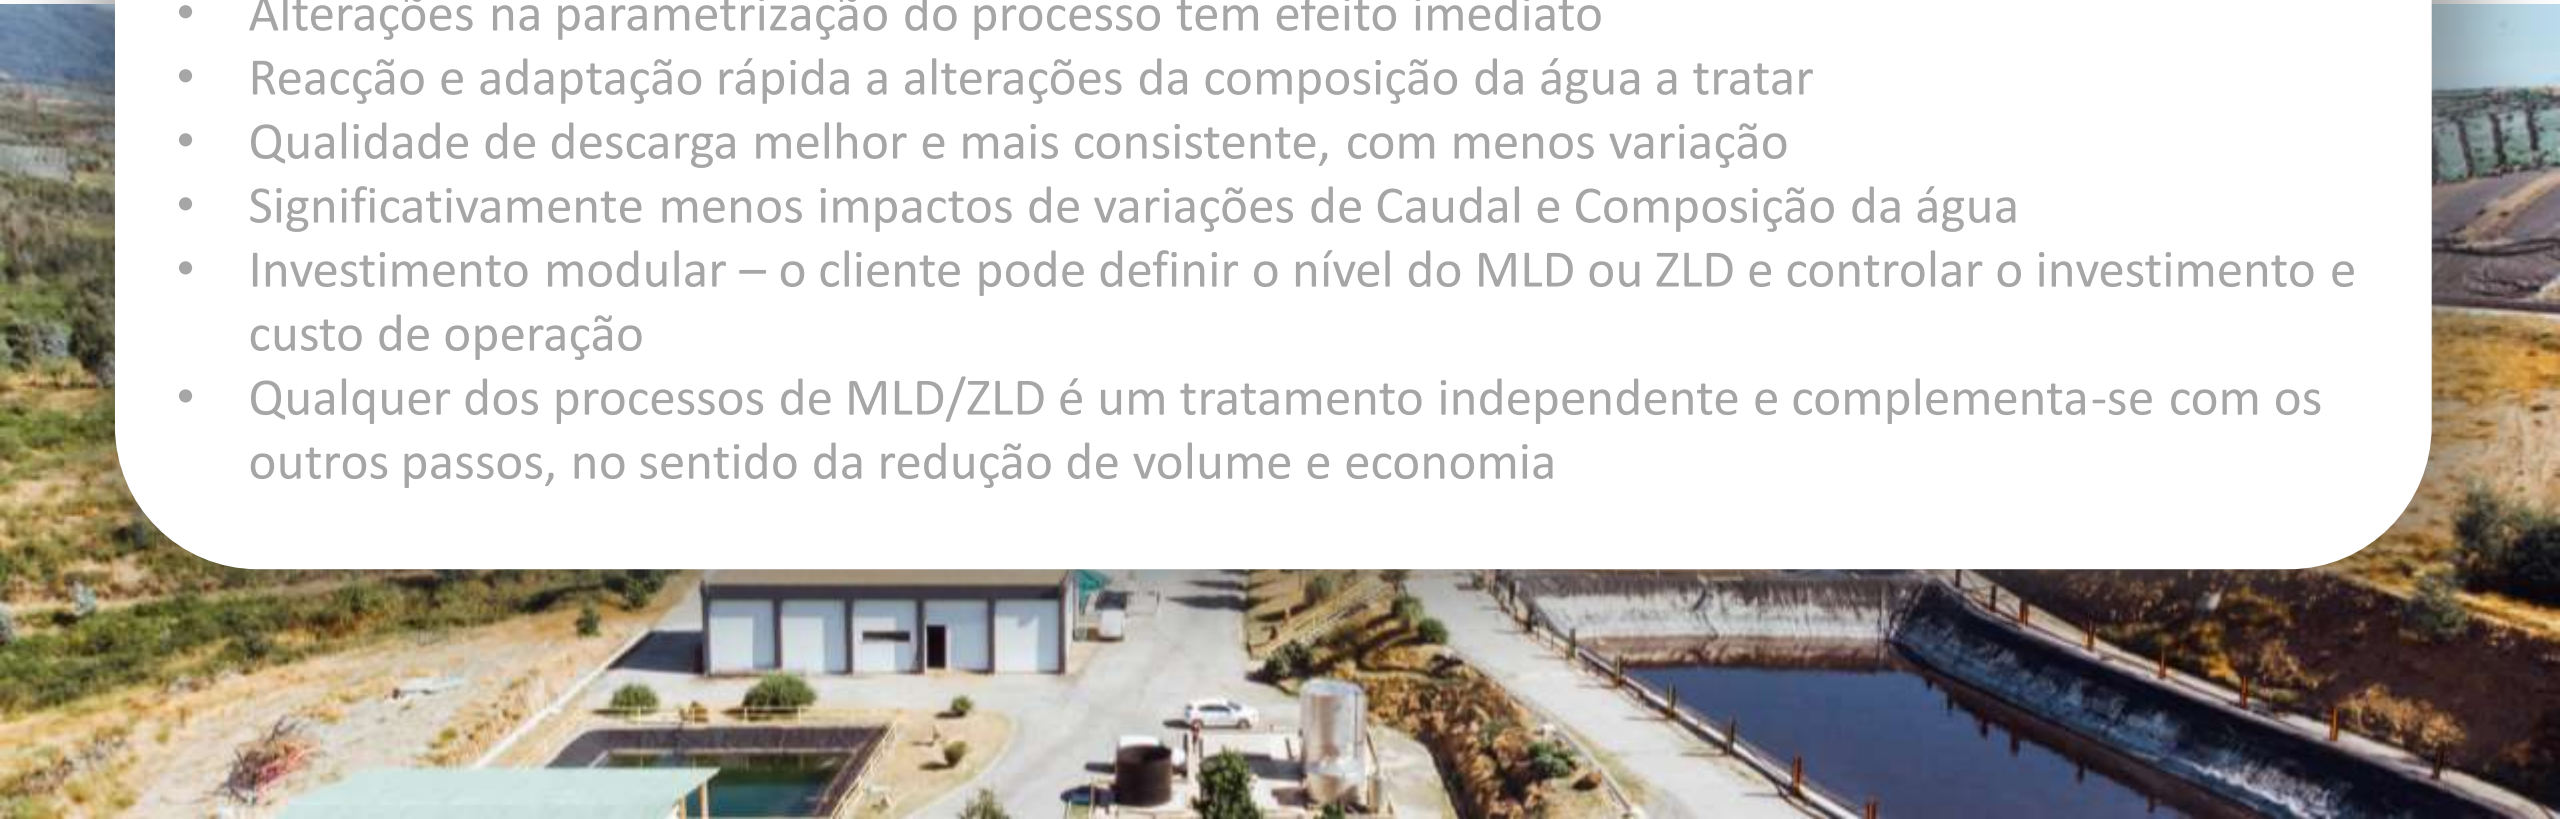 • Alterações na parametrização do processo tem efeito imediato
• Reacção e adaptação rápida a alterações da composição da água a tratar
• Qualidade de descarga melhor e mais consistente, com menos variação
• Significativamente menos impactos de variações de Caudal e Composição da água
• Investimento modular – o cliente pode definir o nível do MLD ou ZLD e controlar o investimento e
custo de operação
• Qualquer dos processos de MLD/ZLD é um tratamento independente e complementa-se com os
outros passos, no sentido da redução de volume e economia